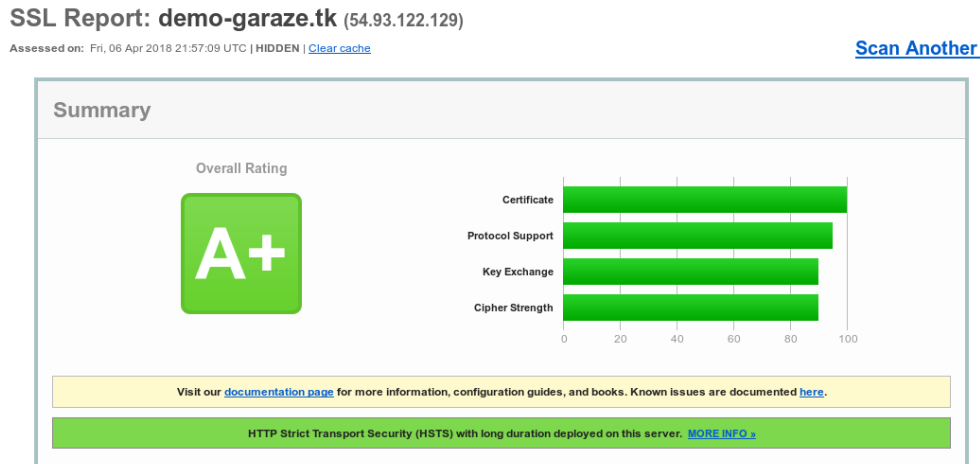 SSL Report: demo-garaze.tk (54.93.122.129)
Assessed on: Fri, 06 Apr 2018 21:57:09 UTC | HIDDEN | Clear cache
Scan Another
Summary
Overall Rating
A+
Certificate
Protocol Support
Key Exchange
Cipher Strength
0 20 40 60 80 100
Visit our documentation page for more information, configuration guides, and books. Known issues are documented here.
HTTP Strict Transport Security (HSTS) with long duration deployed on this server. MORE INFO »